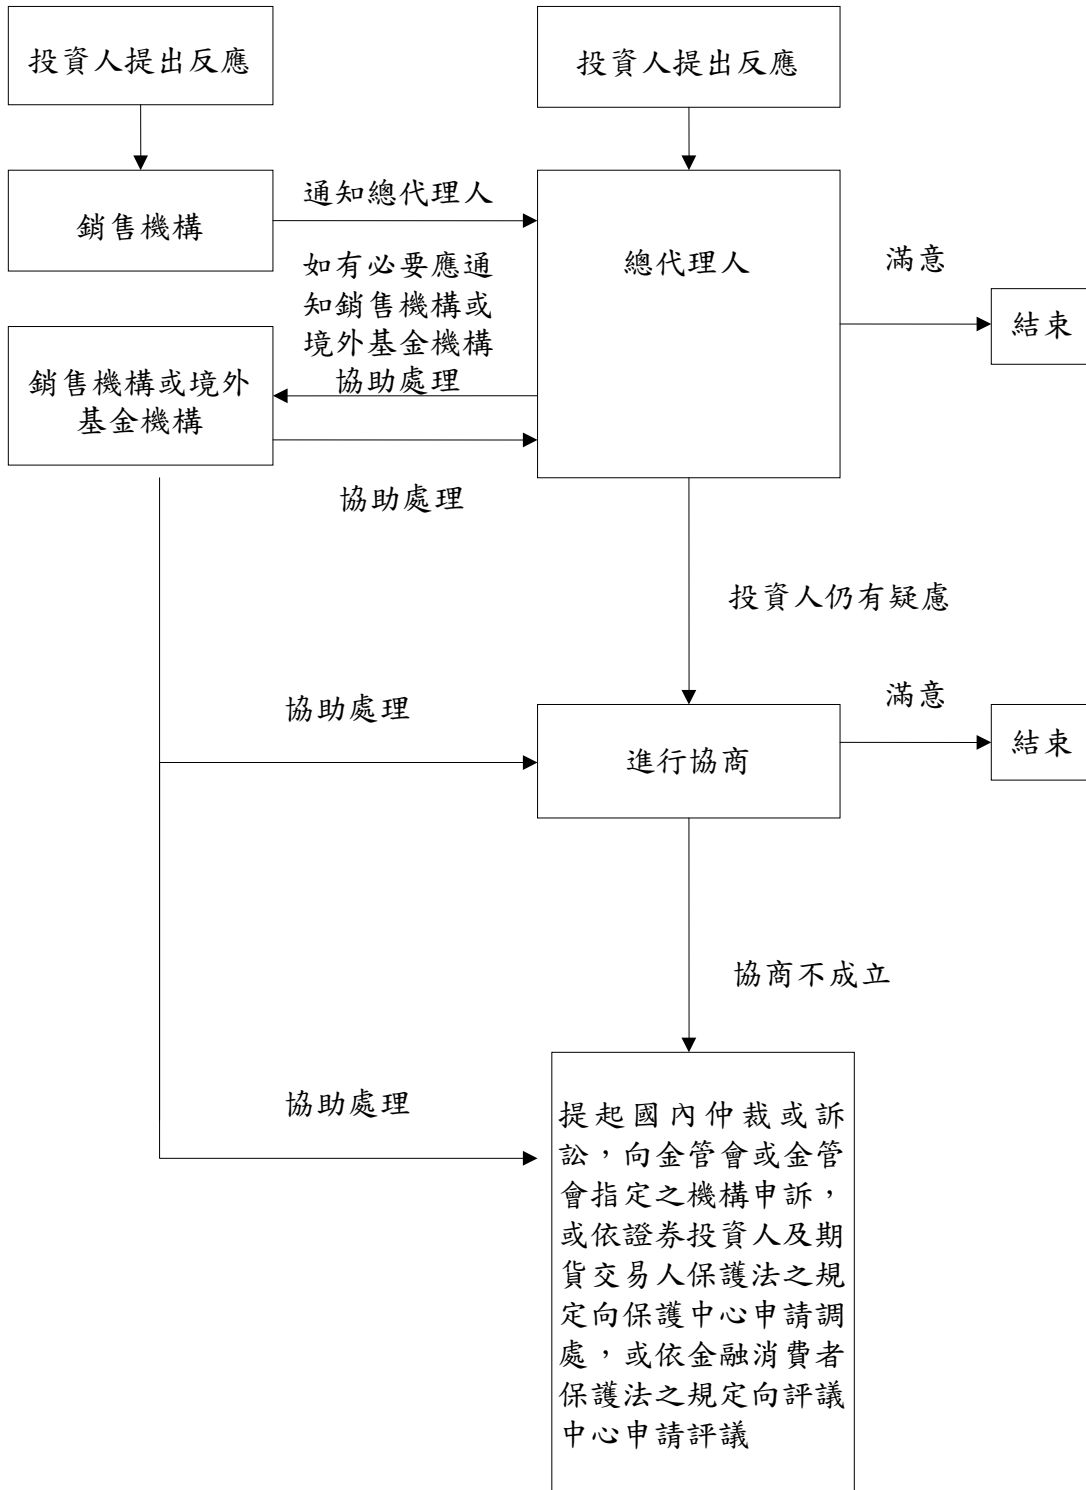 投資人提出反應
投資人提出反應
銷售機構
通知總代理人
總代理人
滿意
結束
如有必要應通
知銷售機構或
境外基金機構
協助處理
銷售機構或境外
基金機構
協助處理
投資人仍有疑慮
協助處理
進行協商
滿意
結束
協商不成立
協助處理
提起國內仲裁或訴
訟，向金管會或金管
會指定之機構申訴，
或依證券投資人及期
貨交易人保護法之規
定向保護中心申請調
處，或依金融消費者
保護法之規定向評議
中心申請評議